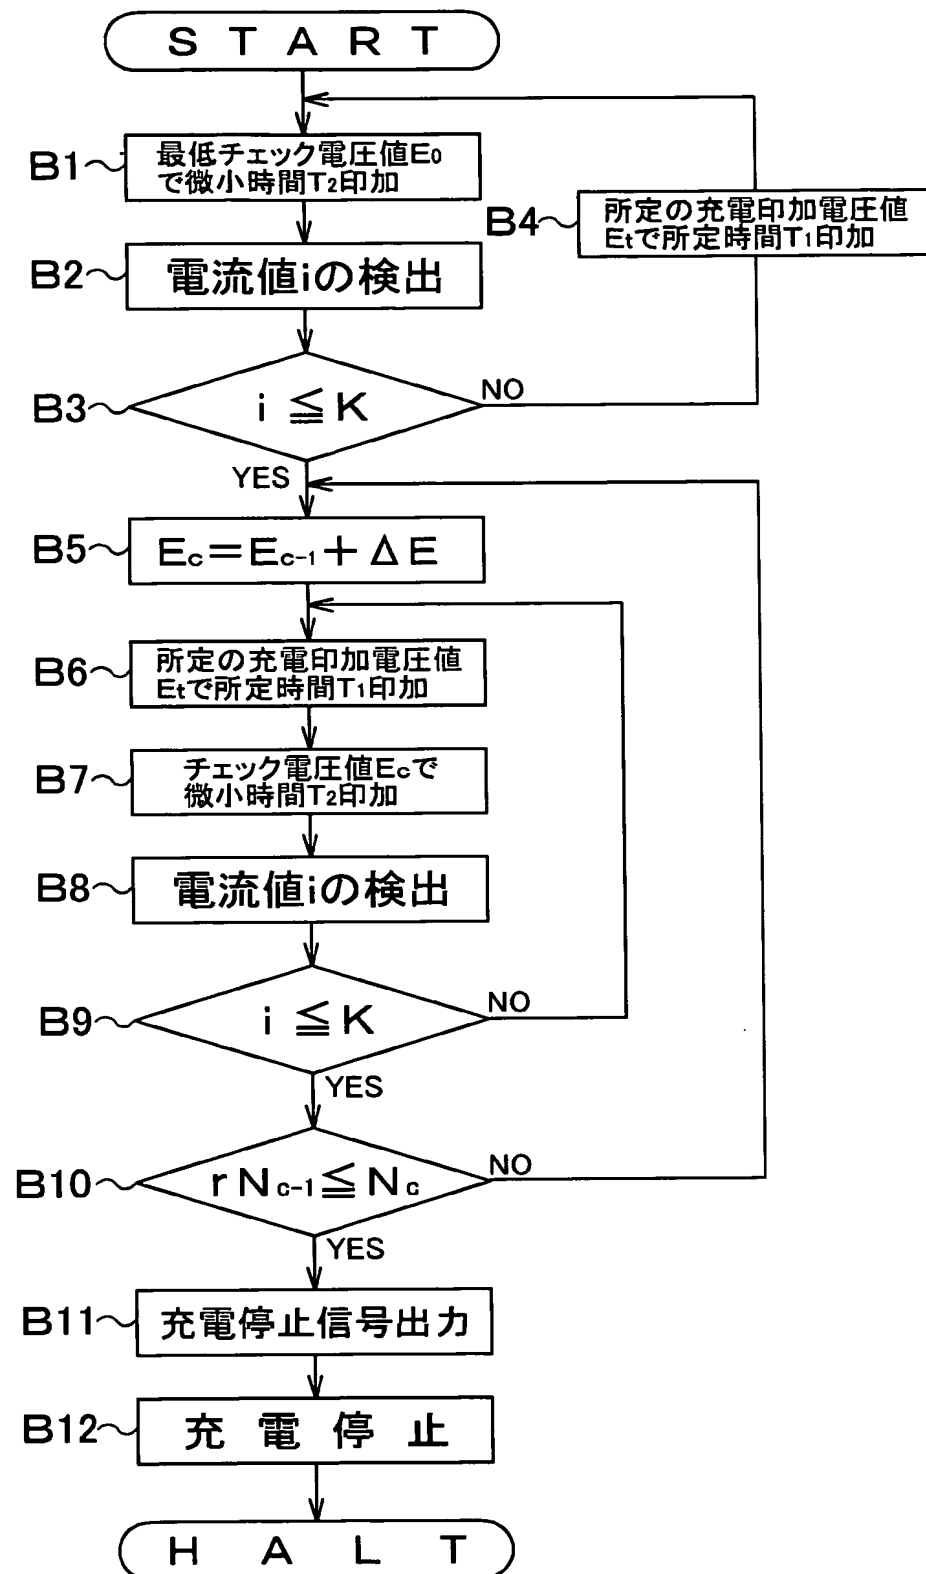 START
B1
最低チェック電圧値E₀
で微小時間T₂印加
B4
所定の充電印加電圧値
Etで所定時間T₁印加
B2
電流値iの検出
B3
i ≦ K
NO
YES
B5
Ec=Ec-1+ΔE
B6
所定の充電印加電圧値
Etで所定時間T₁印加
B7
チェック電圧値Ecで
微小時間T₂印加
B8
電流値iの検出
B9
i ≦ K
NO
YES
B10
rNc-1≦Nc
NO
YES
B11
充電停止信号出力
B12
充電停止
HALT